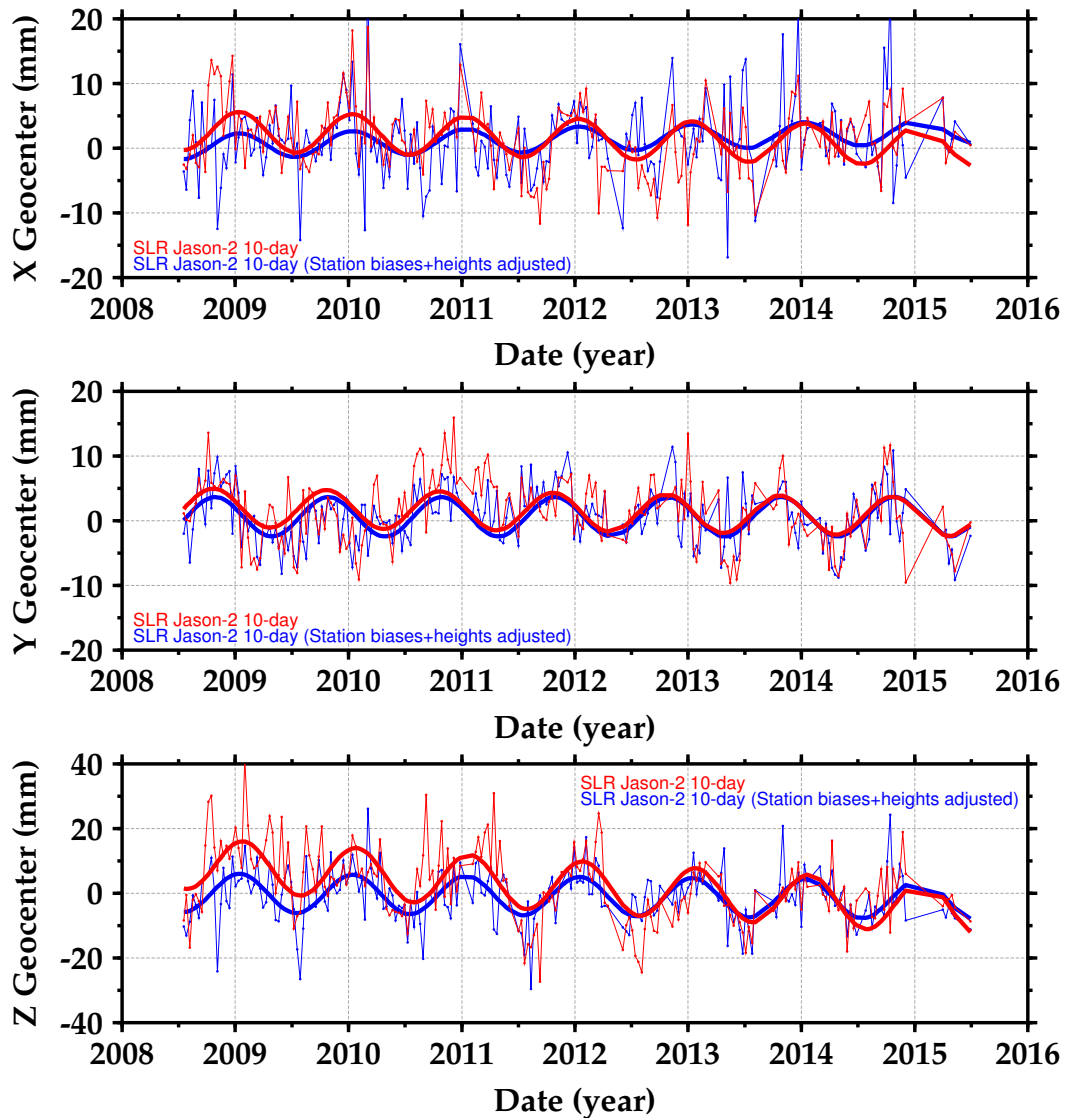 20
10
0
-10
-20
X Geocenter (mm)
SLR Jason-2 10-day
SLR Jason-2 10-day (Station biases+heights adjusted)
2008 2009 2010 2011 2012 2013 2014 2015 2016
Date (year)
20
10
0
-10
-20
Y Geocenter (mm)
SLR Jason-2 10-day
SLR Jason-2 10-day (Station biases+heights adjusted)
2008 2009 2010 2011 2012 2013 2014 2015 2016
Date (year)
40
20
0
-20
-40
Z Geocenter (mm)
SLR Jason-2 10-day
SLR Jason-2 10-day (Station biases+heights adjusted)
2008 2009 2010 2011 2012 2013 2014 2015 2016
Date (year)